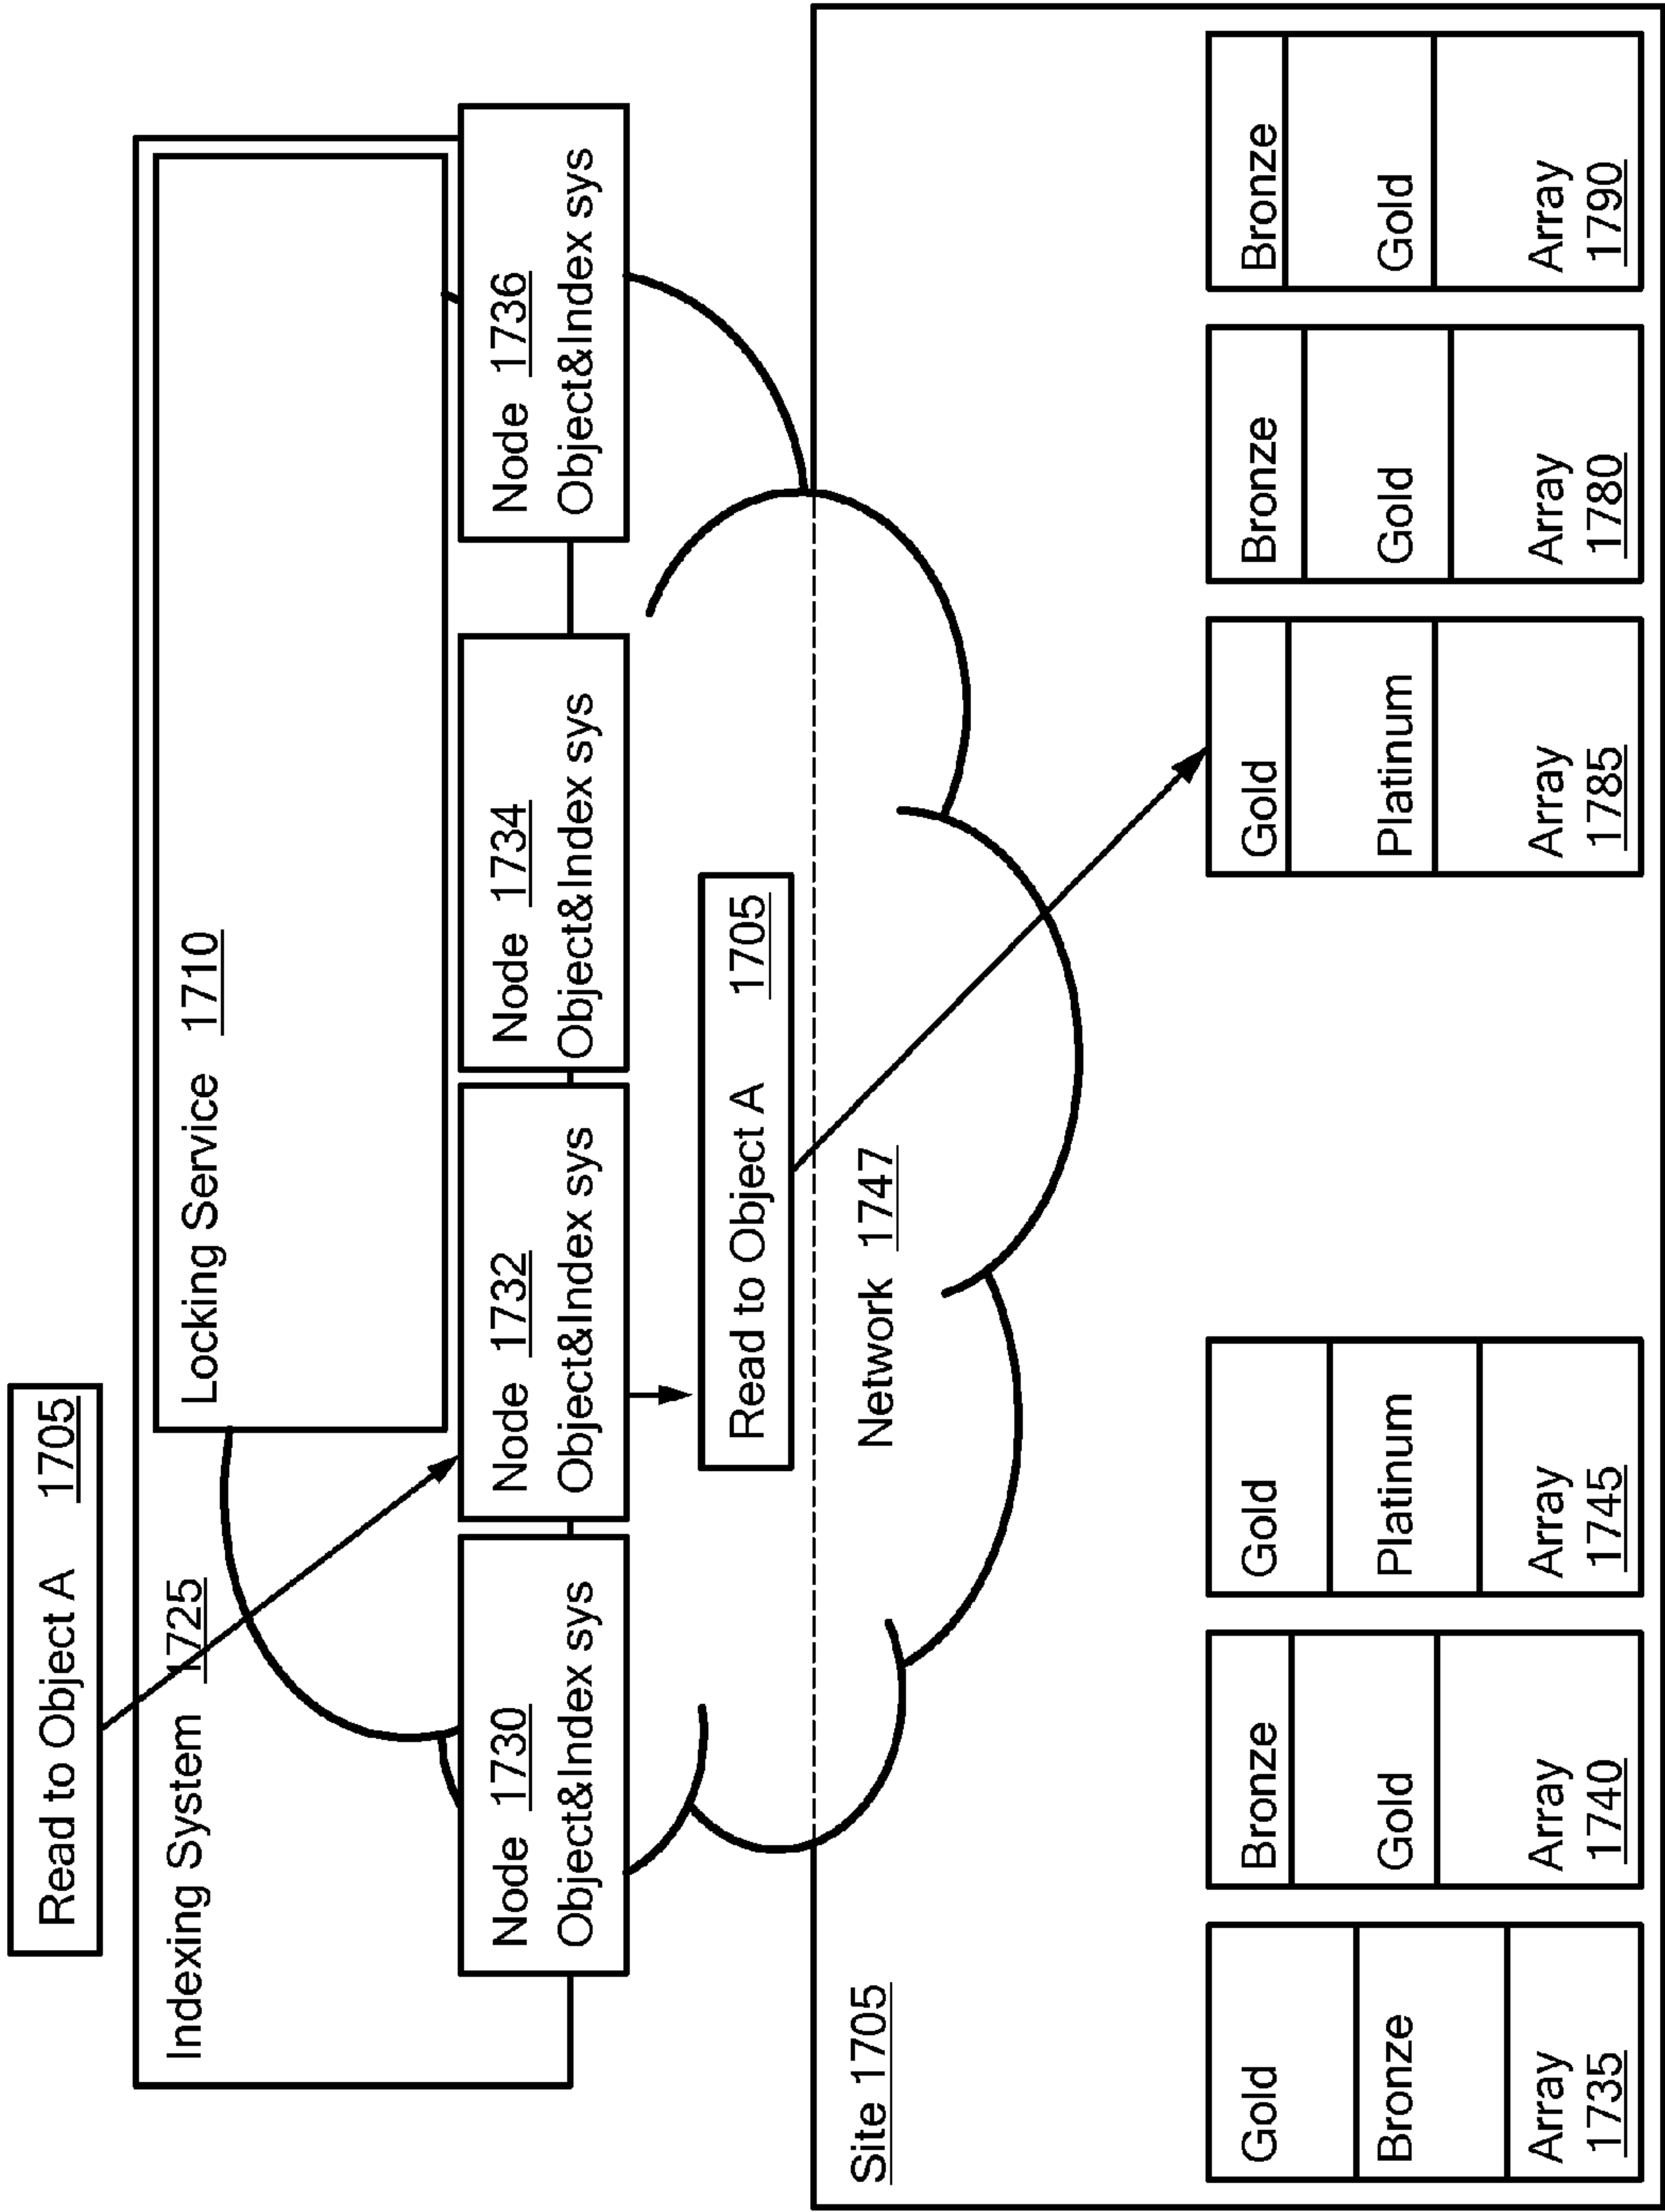 Read to Object A 1705
Indexing System 1725
Locking Service 1710
Node 1730
Object&Index sys
Node 1732
Object&Index sys
Node 1734
Object&Index sys
Node 1736
Object&Index sys
Read to Object A 1705
Site 1705
Network 1747
Gold
Bronze
Array
1735
Bronze
Gold
Array
1740
Gold
Platinum
Array
1745
Gold
Platinum
Array
1785
Bronze
Gold
Array
1780
Bronze
Gold
Array
1790